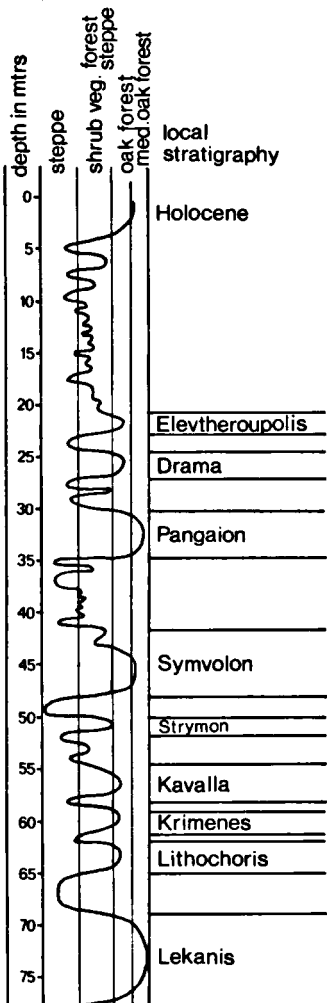 depth in mtrs
steppe
shrub veg. forest
steppe
oak forest
med. oak forest
local
stratigraphy
0
Holocene
5
10
15
20
Elevtheroupolis
25
Drama
30
Pangaion
35
40
Symvolon
45
50
Strymon
55
Kavalla
60
Krimenes
Lithochoris
65
70
Lekanis
75